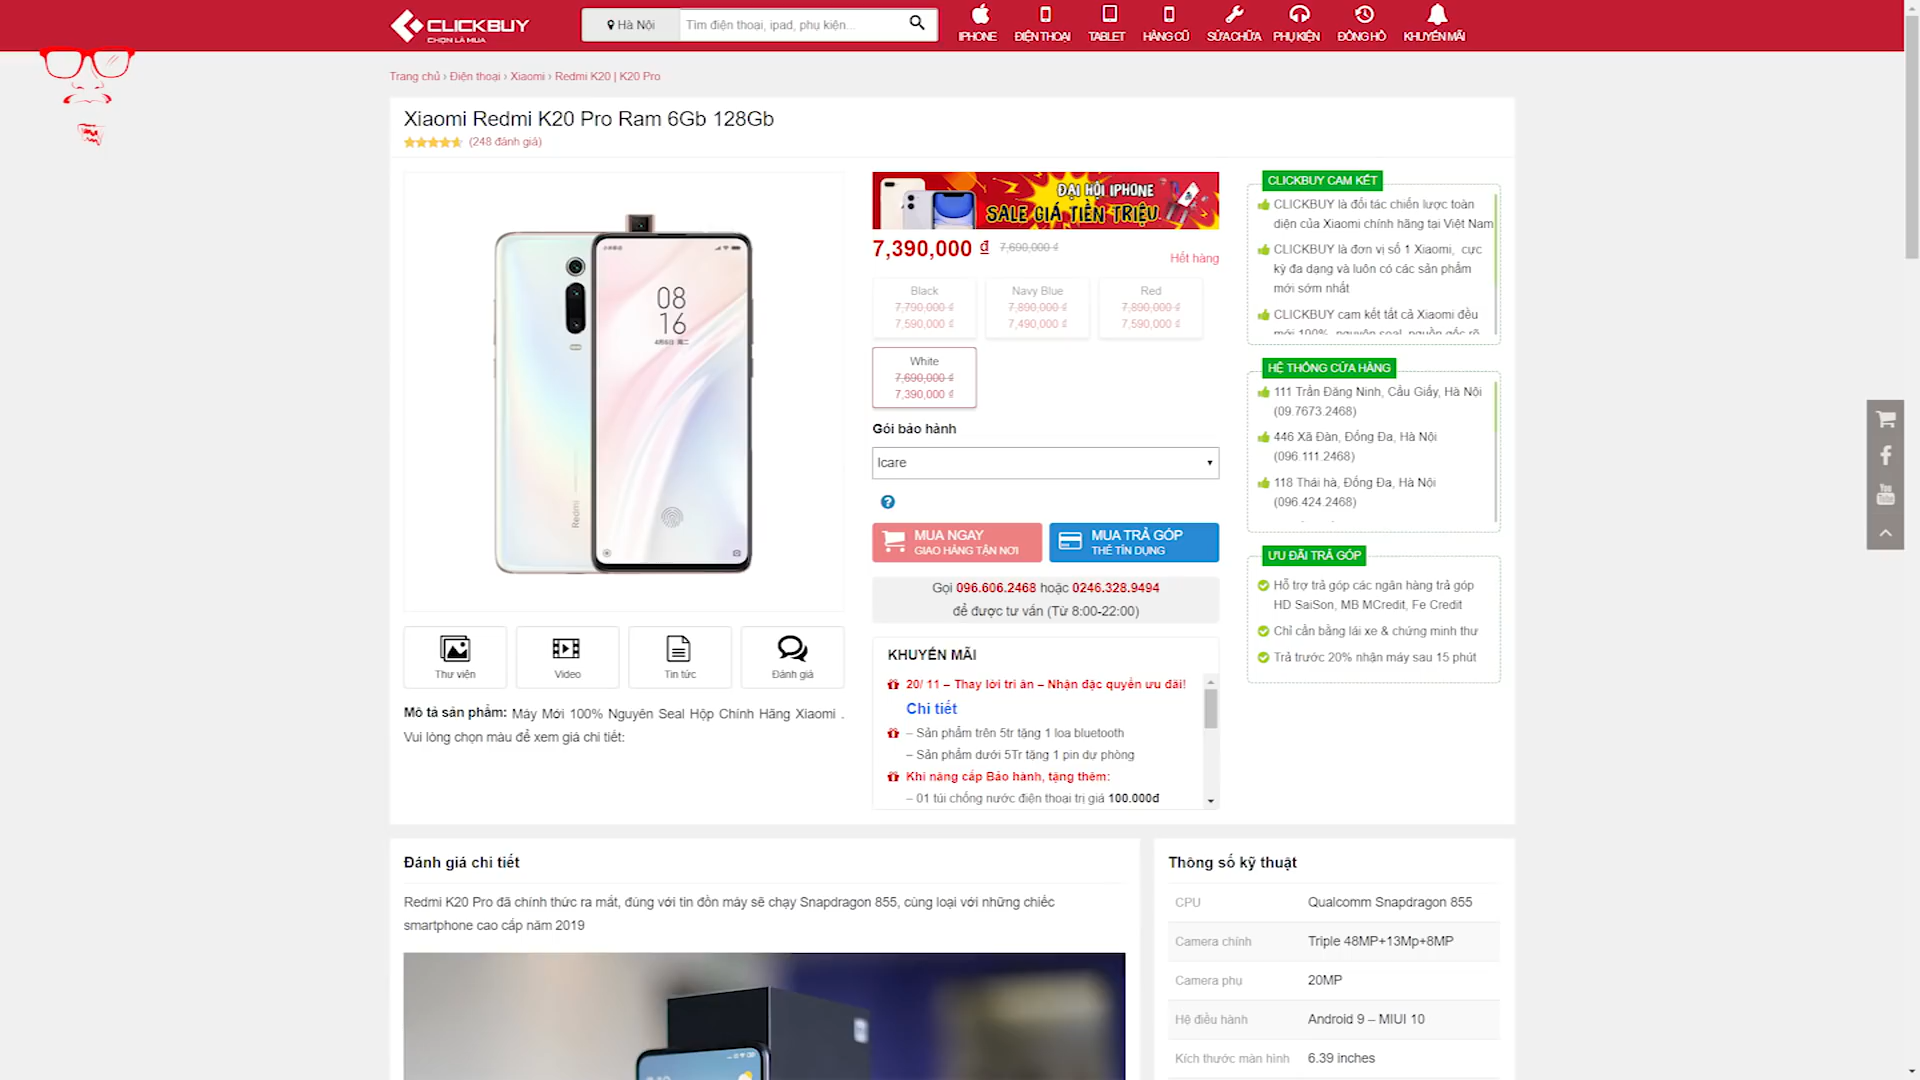 CLICKBUY
CHỌN LÀ MUA
Hà Nội
Tìm điện thoại, ipad, phụ kiện...
IPHONE
ĐIỆN THOẠI
TABLET
HÀNG CŨ
SỬA CHỮA
PHỤ KIỆN
ĐỒNG HỒ
KHUYẾN MÃI
Trang chủ › Điện thoại › Xiaomi › Redmi K20 | K20 Pro
Xiaomi Redmi K20 Pro Ram 6Gb 128Gb
(248 đánh giá)
08
16
Redmi
Thư viện
Video
Tin tức
Đánh giá
Mô tả sản phẩm: Máy Mới 100% Nguyên Seal Hộp Chính Hãng Xiaomi .
Vui lòng chọn màu để xem giá chi tiết:
ĐẠI HỘI IPHONE
SALE GIÁ TIỀN TRIỆU
7,390,000 ₫ 7,690,000 ₫
Hết hàng
Black
7,790,000 ₫
7,590,000 ₫
Navy Blue
7,890,000 ₫
7,490,000 ₫
Red
7,890,000 ₫
7,590,000 ₫
White
7,690,000 ₫
7,390,000 ₫
Gói bảo hành
Icare
?
MUA NGAY
GIAO HÀNG TẬN NƠI
MUA TRẢ GÓP
THẺ TÍN DỤNG
Gọi 096.606.2468 hoặc 0246.328.9494
để được tư vấn (Từ 8:00-22:00)
KHUYẾN MÃI
20/ 11 – Thay lời tri ân – Nhận đặc quyền ưu đãi!
Chi tiết
– Sản phẩm trên 5tr tặng 1 loa bluetooth
– Sản phẩm dưới 5Tr tặng 1 pin dự phòng
Khi nâng cấp Bảo hành, tặng thêm:
– 01 túi chống nước điện thoại trị giá 100.000đ
CLICKBUY CAM KẾT
CLICKBUY là đối tác chiến lược toàn
diện của Xiaomi chính hãng tại Việt Nam
CLICKBUY là đơn vị số 1 Xiaomi, cực
kỳ đa dạng và luôn có các sản phẩm
mới sớm nhất
CLICKBUY cam kết tất cả Xiaomi đều
mới 100%, nguyên seal, nguồn gốc rõ
HỆ THỐNG CỬA HÀNG
111 Trần Đăng Ninh, Cầu Giấy, Hà Nội
(09.7673.2468)
446 Xã Đàn, Đống Đa, Hà Nội
(096.111.2468)
118 Thái hà, Đống Đa, Hà Nội
(096.424.2468)
ƯU ĐÃI TRẢ GÓP
Hỗ trợ trả góp các ngân hàng trả góp
HD SaiSon, MB MCredit, Fe Credit
Chỉ cần bằng lái xe & chứng minh thư
Trả trước 20% nhận máy sau 15 phút
You
Tube
Đánh giá chi tiết
Redmi K20 Pro đã chính thức ra mắt, đúng với tin đồn máy sẽ chạy Snapdragon 855, cùng loại với những chiếc
smartphone cao cấp năm 2019
Thông số kỹ thuật
CPU Qualcomm Snapdragon 855
Camera chính Triple 48MP+13Mp+8MP
Camera phụ 20MP
Hệ điều hành Android 9 – MIUI 10
Kích thước màn hình 6.39 inches